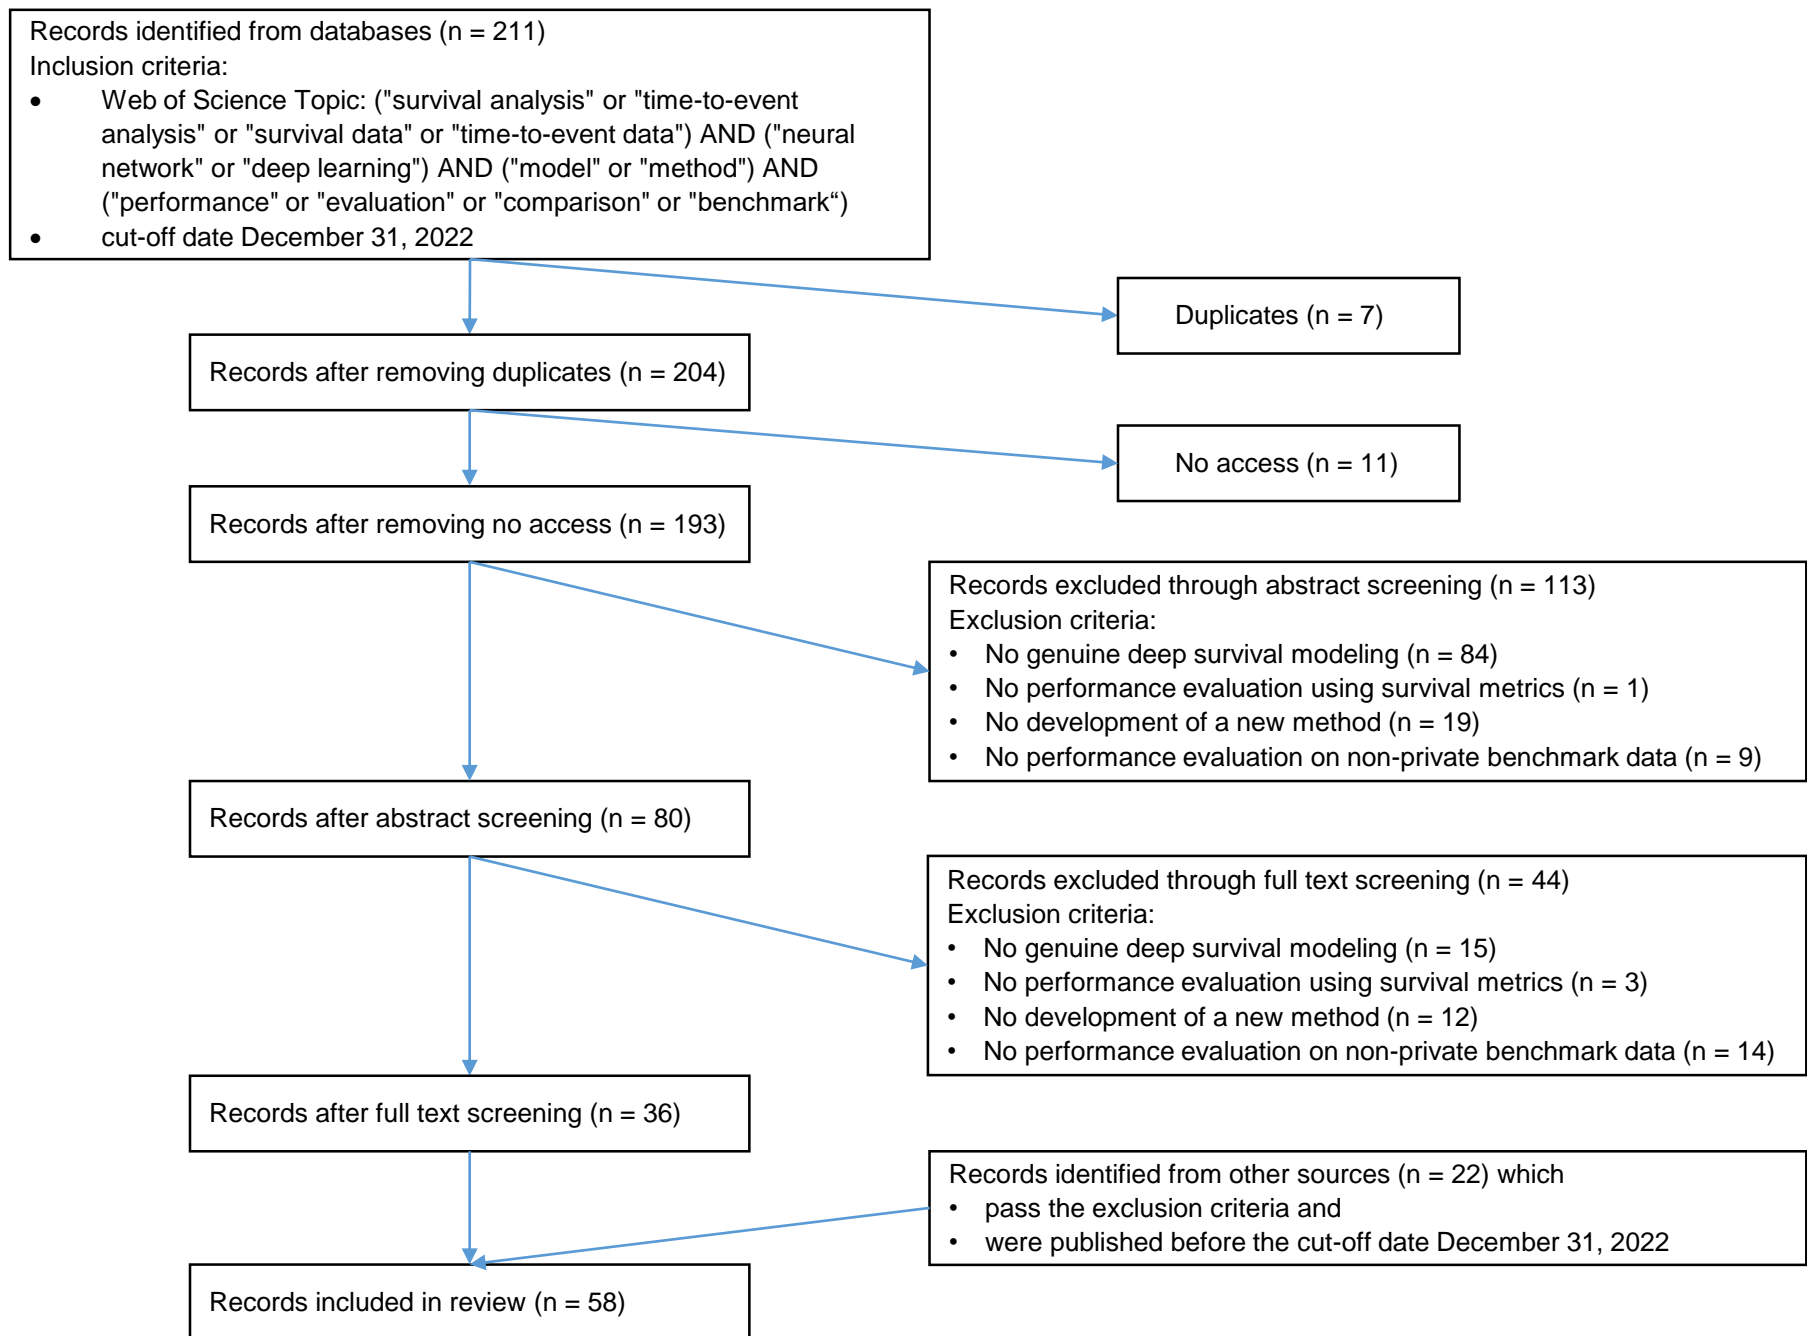 Records identified from databases (n = 211)
Inclusion criteria:
• Web of Science Topic: ("survival analysis" or "time-to-event
analysis" or "survival data" or "time-to-event data") AND ("neural
network" or "deep learning") AND ("model" or "method") AND
("performance" or "evaluation" or "comparison" or "benchmark“)
• cut-off date December 31, 2022
Duplicates (n = 7)
Records after removing duplicates (n = 204)
No access (n = 11)
Records after removing no access (n = 193)
Records excluded through abstract screening (n = 113)
Exclusion criteria:
• No genuine deep survival modeling (n = 84)
• No performance evaluation using survival metrics (n = 1)
• No development of a new method (n = 19)
• No performance evaluation on non-private benchmark data (n = 9)
Records after abstract screening (n = 80)
Records excluded through full text screening (n = 44)
Exclusion criteria:
• No genuine deep survival modeling (n = 15)
• No performance evaluation using survival metrics (n = 3)
• No development of a new method (n = 12)
• No performance evaluation on non-private benchmark data (n = 14)
Records after full text screening (n = 36)
Records identified from other sources (n = 22) which
• pass the exclusion criteria and
• were published before the cut-off date December 31, 2022
Records included in review (n = 58)